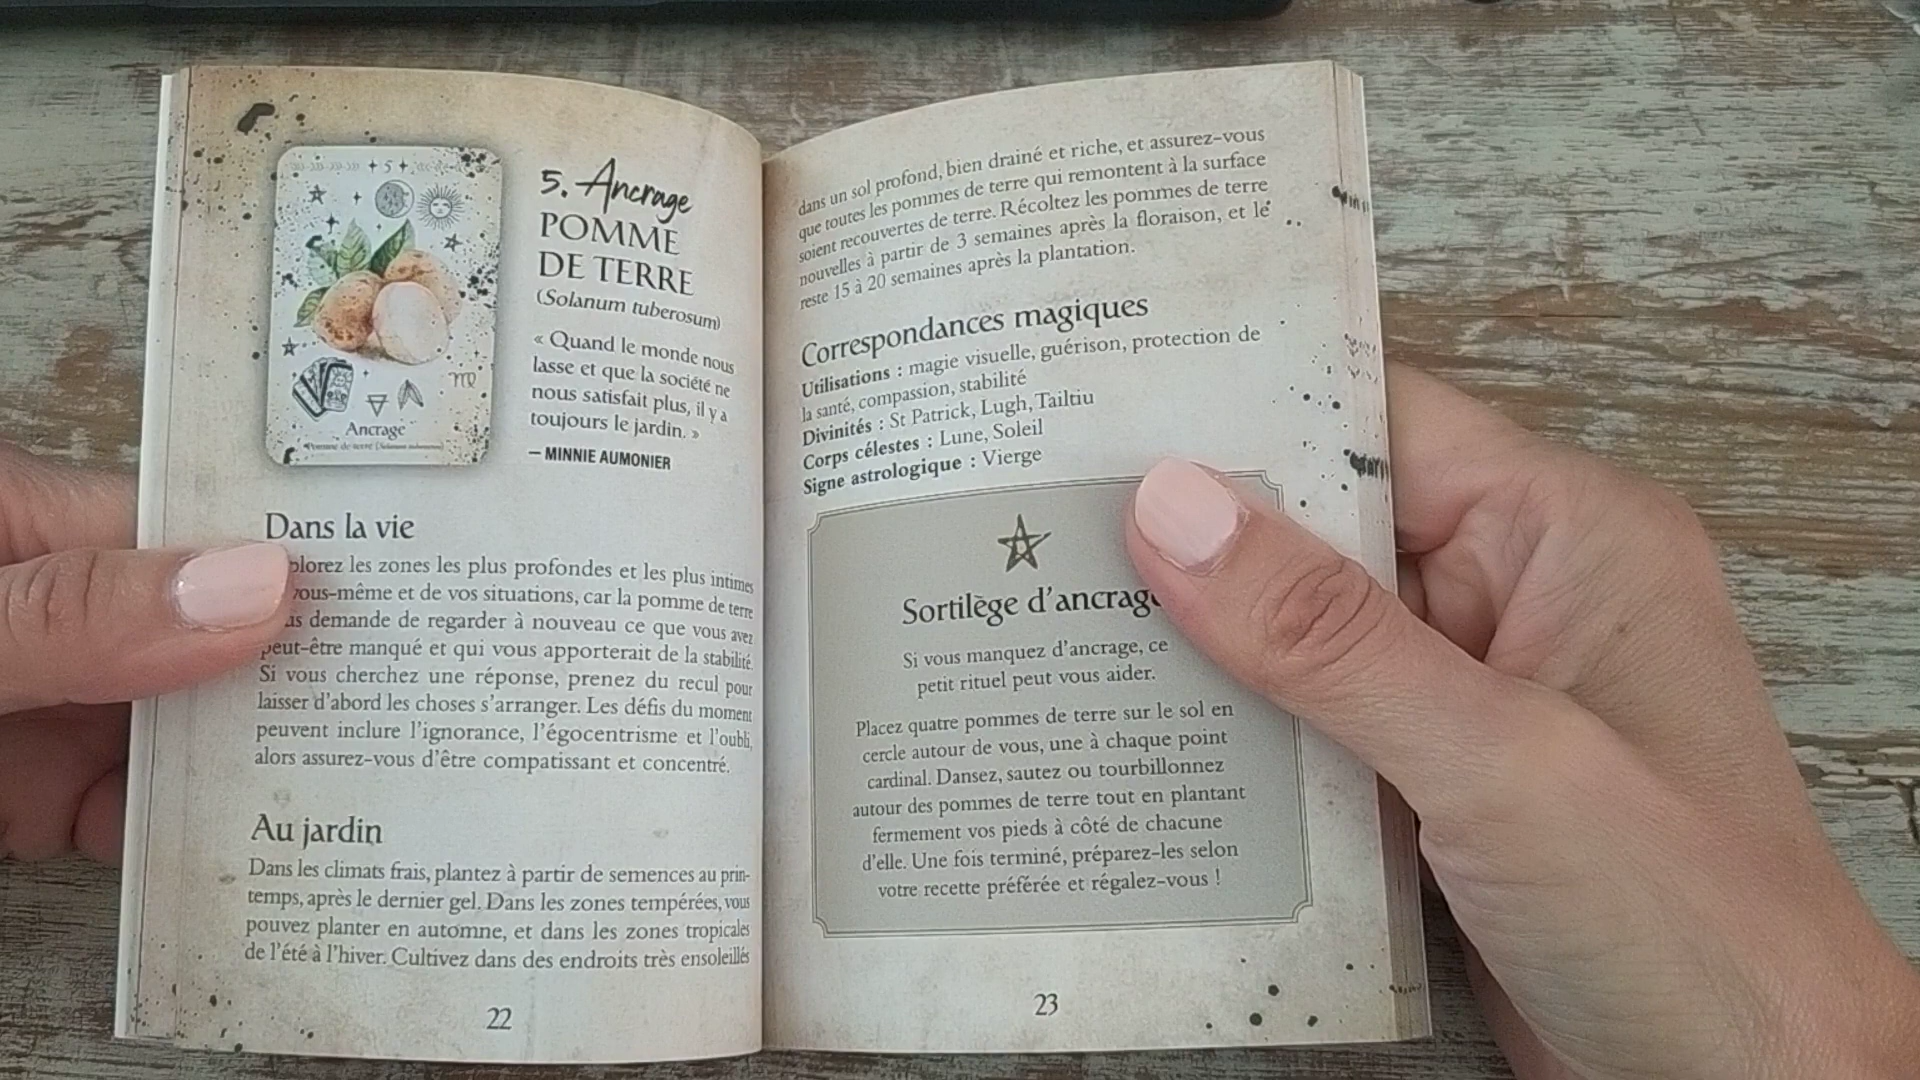 5
Ancrage
Pomme de terre (Solanum tuberosum)
5. Ancrage
POMME
DE TERRE
(Solanum tuberosum)
« Quand le monde nous
lasse et que la société ne
nous satisfait plus, il y a
toujours le jardin. »
— MINNIE AUMONIER
Dans la vie
plorez les zones les plus profondes et les plus intimes
vous-même et de vos situations, car la pomme de terre
demande de regarder à nouveau ce que vous avez
peut-être manqué et qui vous apporterait de la stabilité.
Si vous cherchez une réponse, prenez du recul pour
laisser d'abord les choses s'arranger. Les défis du moment
peuvent inclure l'ignorance, l'égocentrisme et l'oubli,
alors assurez-vous d'être compatissant et concentré.
Au jardin
Dans les climats frais, plantez à partir de semences au prin-
temps, après le dernier gel. Dans les zones tempérées, vous
pouvez planter en automne, et dans les zones tropicales
de l'été à l'hiver. Cultivez dans des endroits très ensoleillés
22
dans un sol profond, bien drainé et riche, et assurez-vous
que toutes les pommes de terre qui remontent à la surface
soient recouvertes de terre. Récoltez les pommes de terre
nouvelles à partir de 3 semaines après la floraison, et le
reste 15 à 20 semaines après la plantation.
Correspondances magiques
Utilisations : magie visuelle, guérison, protection de
la santé, compassion, stabilité
Divinités : St Patrick, Lugh, Tailtiu
Corps célestes : Lune, Soleil
Signe astrologique : Vierge
Sortilège d'ancrage
Si vous manquez d'ancrage, ce
petit rituel peut vous aider.
Placez quatre pommes de terre sur le sol en
cercle autour de vous, une à chaque point
cardinal. Dansez, sautez ou tourbillonnez
autour des pommes de terre tout en plantant
fermement vos pieds à côté de chacune
d'elle. Une fois terminé, préparez-les selon
votre recette préférée et régalez-vous !
23